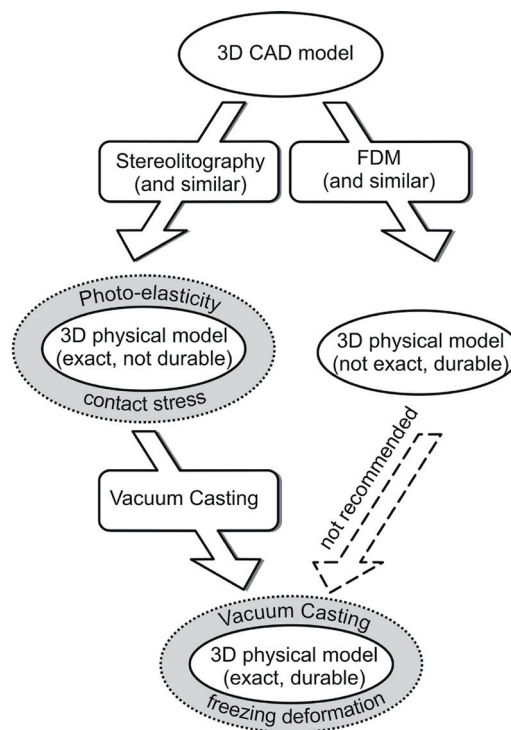 3D CAD model
Stereolitography
(and similar)
FDM
(and similar)
Photo-elasticity
3D physical model
(exact, not durable)
contact stress
3D physical model
(not exact, durable)
Vacuum Casting
not recommended
Vacuum Casting
3D physical model
(exact, durable)
freezing deformation